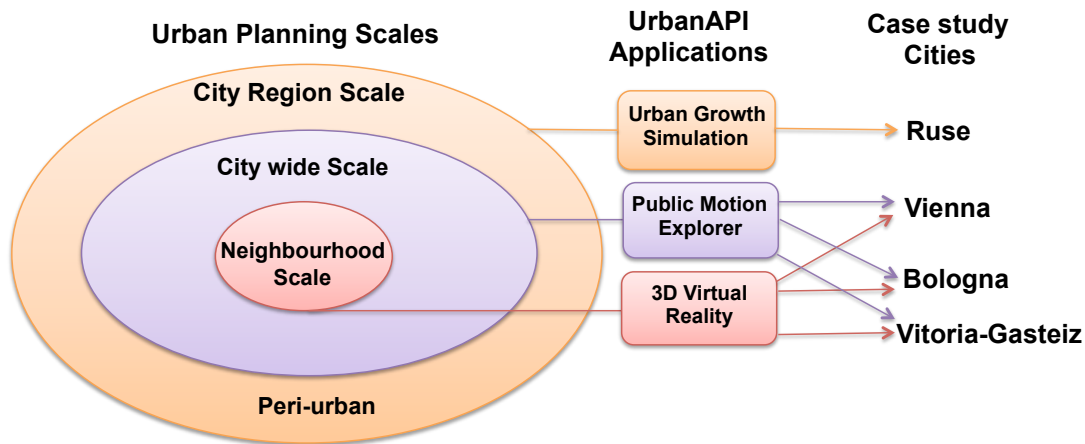 Urban Planning Scales
City Region Scale
City wide Scale
Neighbourhood
Scale
Peri-urban
UrbanAPI
Applications
Urban Growth
Simulation
Public Motion
Explorer
3D Virtual
Reality
Case study
Cities
Ruse
Vienna
Bologna
Vitoria-Gasteiz